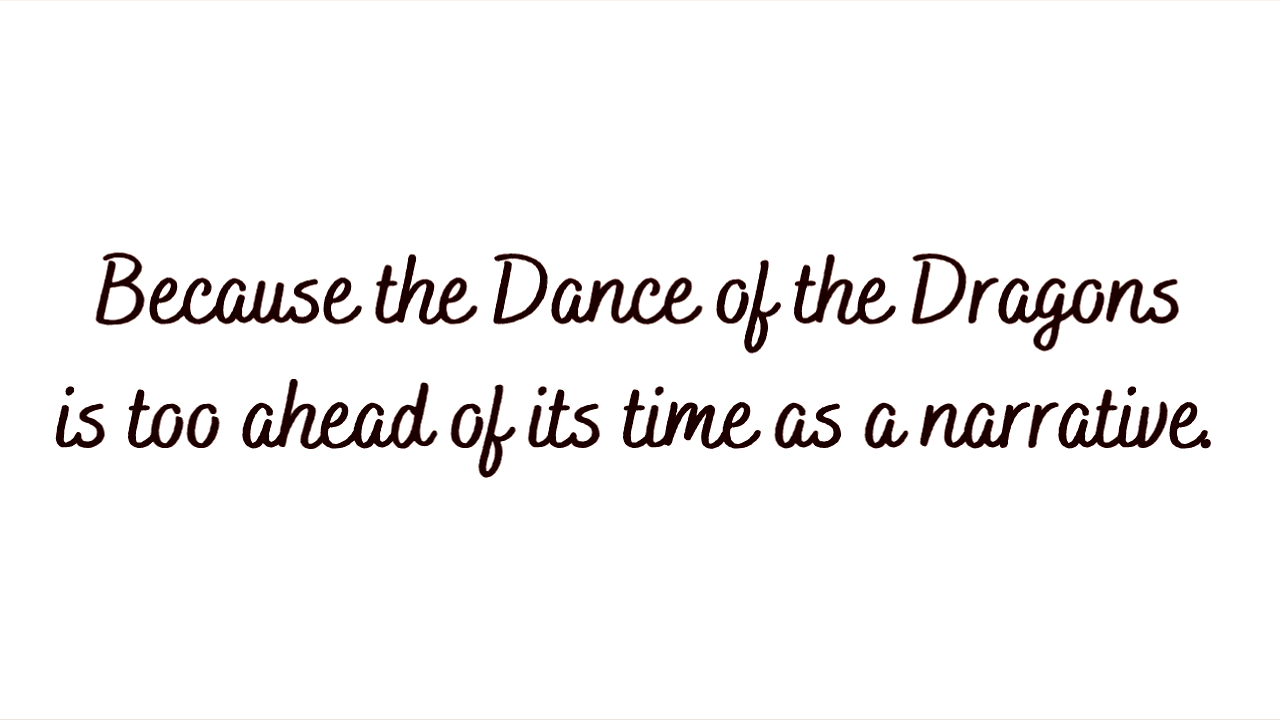 Because the Dance of the Dragons
is too ahead of its time as a narrative.